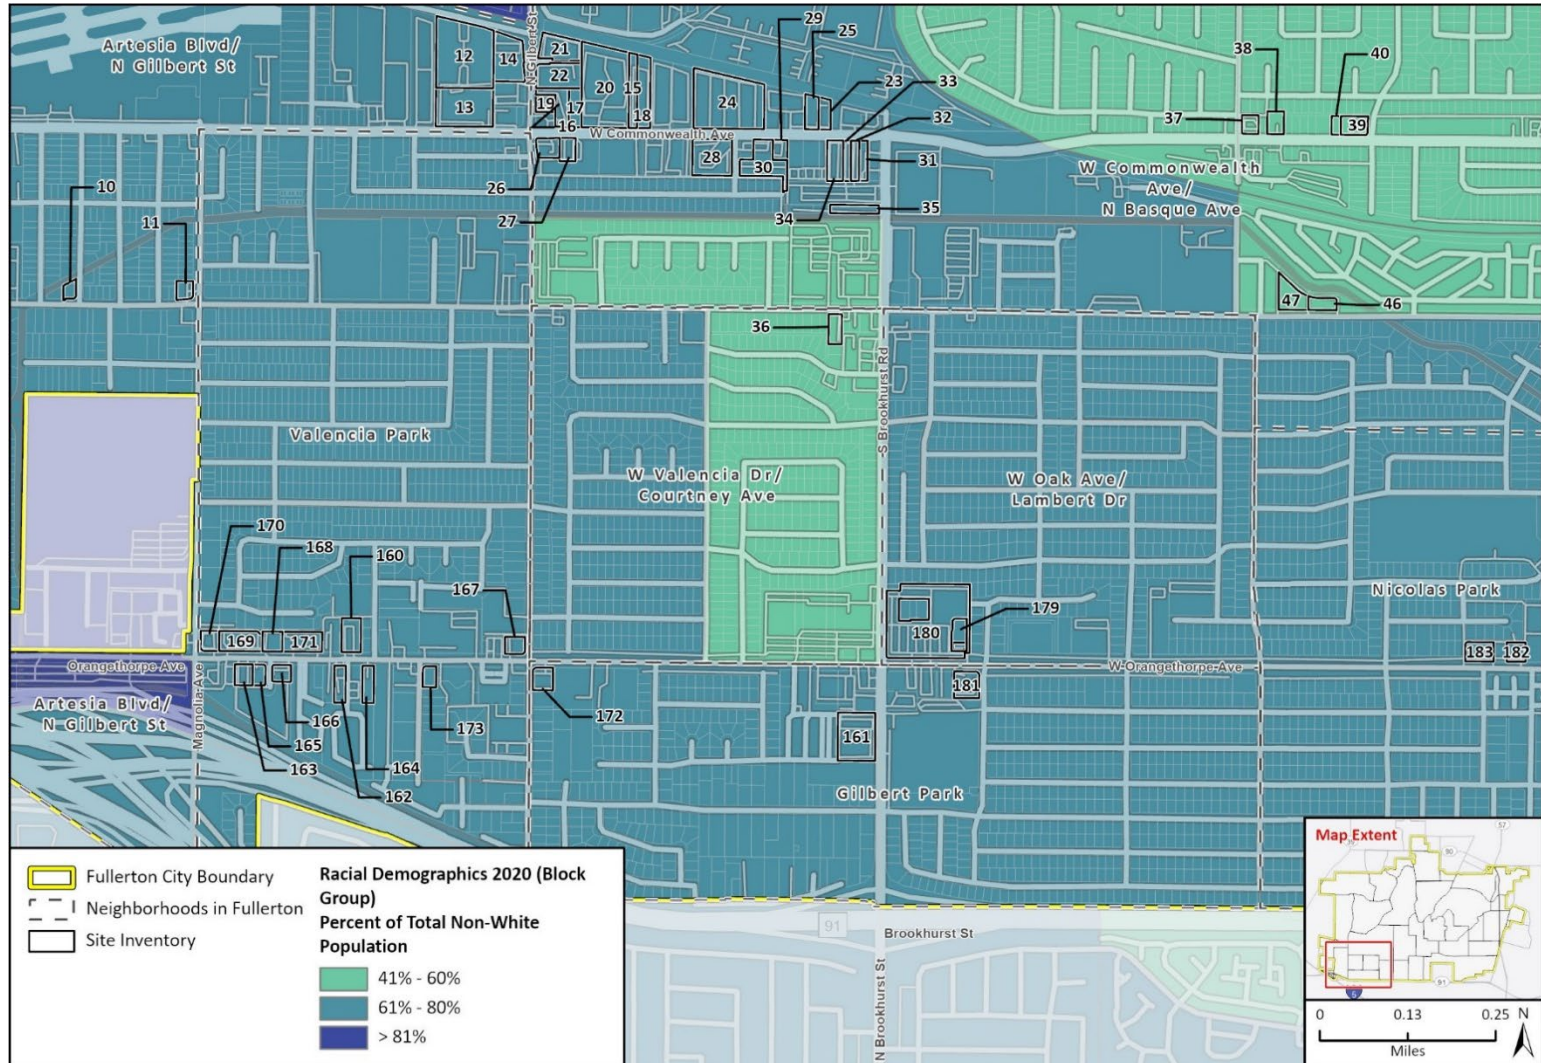 29
25
38
40
Artesia Blvd/
N Gilbert St
12
14
N Gilbert St
21
22
20
15
23
33
24
19
17
18
13
16
37
39
32
W Commonwealth Ave
28
30
31
26
27
34
35
W Commonwealth
Ave/
N Basque Ave
10
11
47
46
36
S Brookhurst Rd
Valencia Park
W Valencia Dr/
Courtney Ave
W Oak Ave/
Lambert Dr
170
168
160
167
179
Nicolas Park
169
171
180
183
182
Orangethorpe Ave
W Orangethorpe Ave
Artesia Blvd/
N Gilbert St
Magnolia Ave
166
165
163
162
164
173
172
181
161
Gilbert Park
Fullerton City Boundary
Neighborhoods in Fullerton
Site Inventory
Racial Demographics 2020 (Block
Group)
Percent of Total Non-White
Population
41% - 60%
61% - 80%
> 81%
91
Brookhurst St
N Brookhurst St
Map Extent
57
90
91
5
0
0.13
0.25
N
Miles